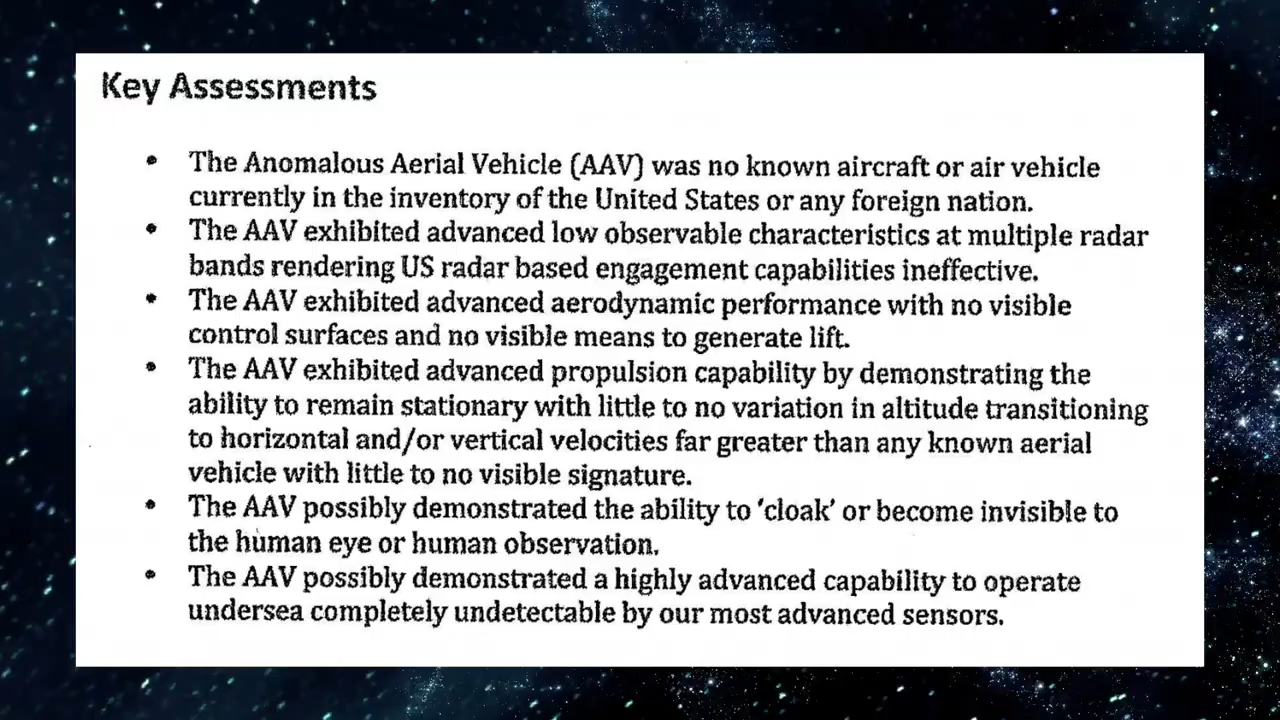 Key Assessments
• The Anomalous Aerial Vehicle (AAV) was no known aircraft or air vehicle
currently in the inventory of the United States or any foreign nation.
• The AAV exhibited advanced low observable characteristics at multiple radar
bands rendering US radar based engagement capabilities ineffective.
• The AAV exhibited advanced aerodynamic performance with no visible
control surfaces and no visible means to generate lift.
• The AAV exhibited advanced propulsion capability by demonstrating the
ability to remain stationary with little to no variation in altitude transitioning
to horizontal and/or vertical velocities far greater than any known aerial
vehicle with little to no visible signature.
• The AAV possibly demonstrated the ability to ‘cloak’ or become invisible to
the human eye or human observation.
• The AAV possibly demonstrated a highly advanced capability to operate
undersea completely undetectable by our most advanced sensors.